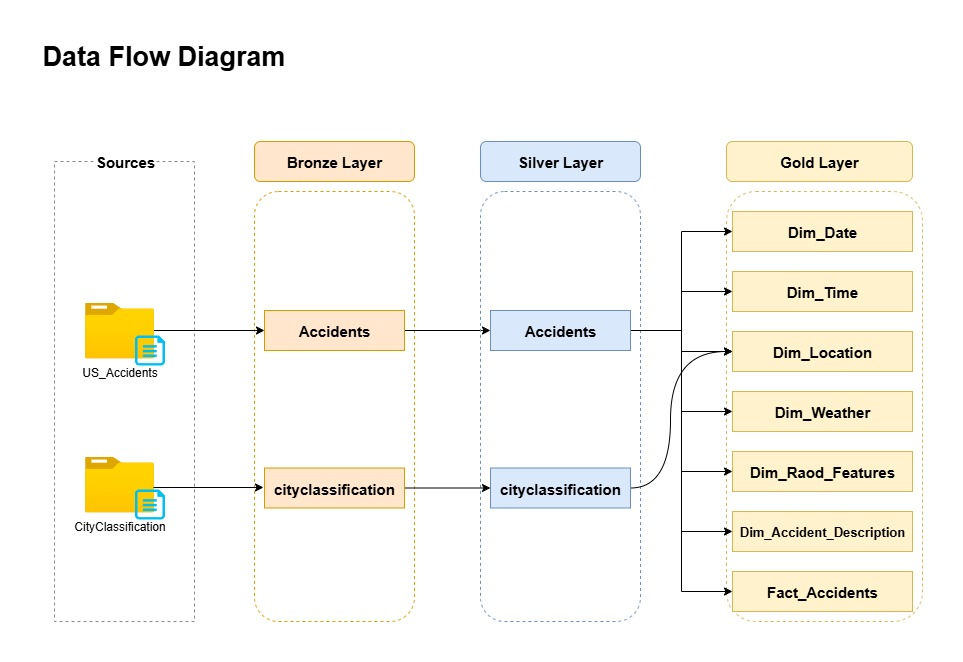 Data Flow Diagram
Sources
Bronze Layer
Silver Layer
Gold Layer
US_Accidents
CityClassification
Accidents
cityclassification
Accidents
cityclassification
Dim_Date
Dim_Time
Dim_Location
Dim_Weather
Dim_Raod_Features
Dim_Accident_Description
Fact_Accidents